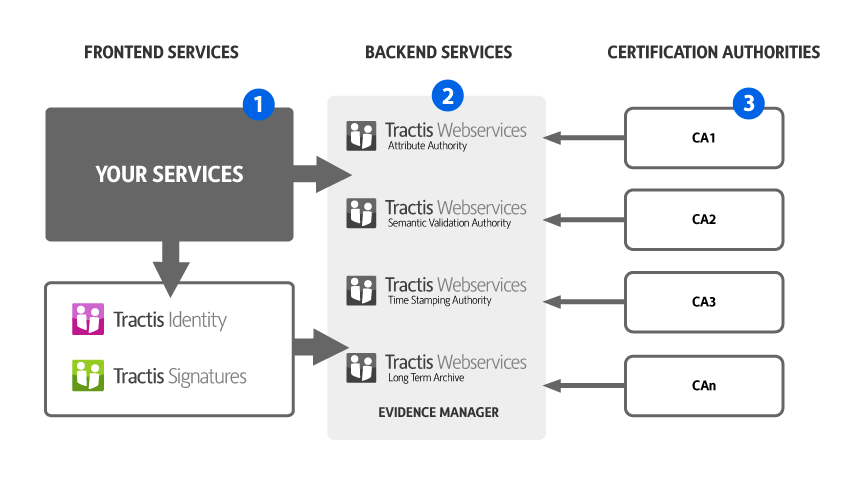 FRONTEND SERVICES
BACKEND SERVICES
CERTIFICATION AUTHORITIES
1
YOUR SERVICES
Tractis Identity
Tractis Signatures
2
Tractis Webservices
Attribute Authority
Tractis Webservices
Semantic Validation Authority
Tractis Webservices
Time Stamping Authority
Tractis Webservices
Long Term Archive
EVIDENCE MANAGER
3
CA1
CA2
CA3
CAn